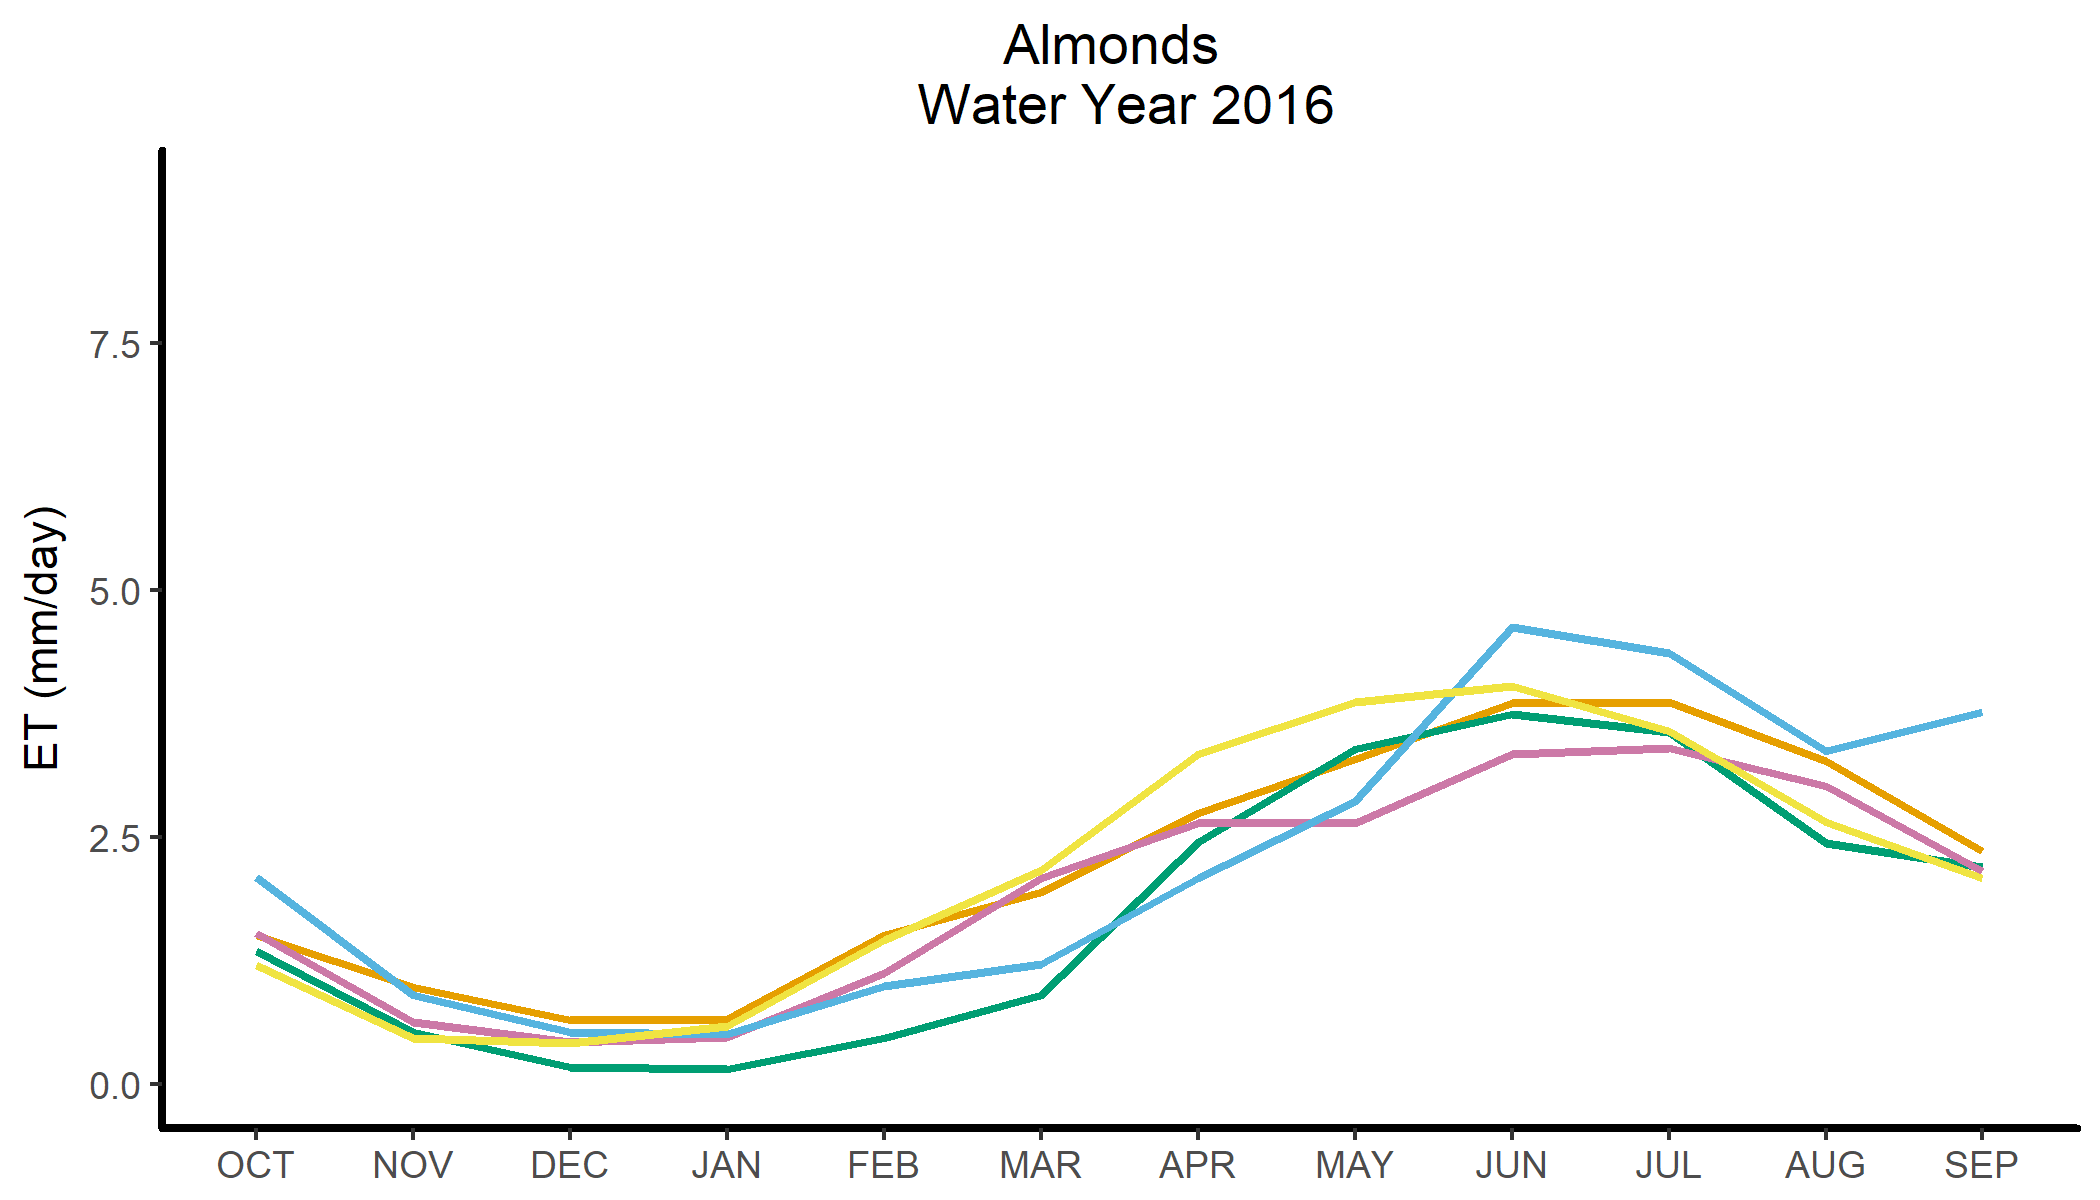 Almonds
Water Year 2016
ET (mm/day)
7.5
5.0
2.5
0.0
OCT NOV DEC JAN FEB MAR APR MAY JUN JUL AUG SEP